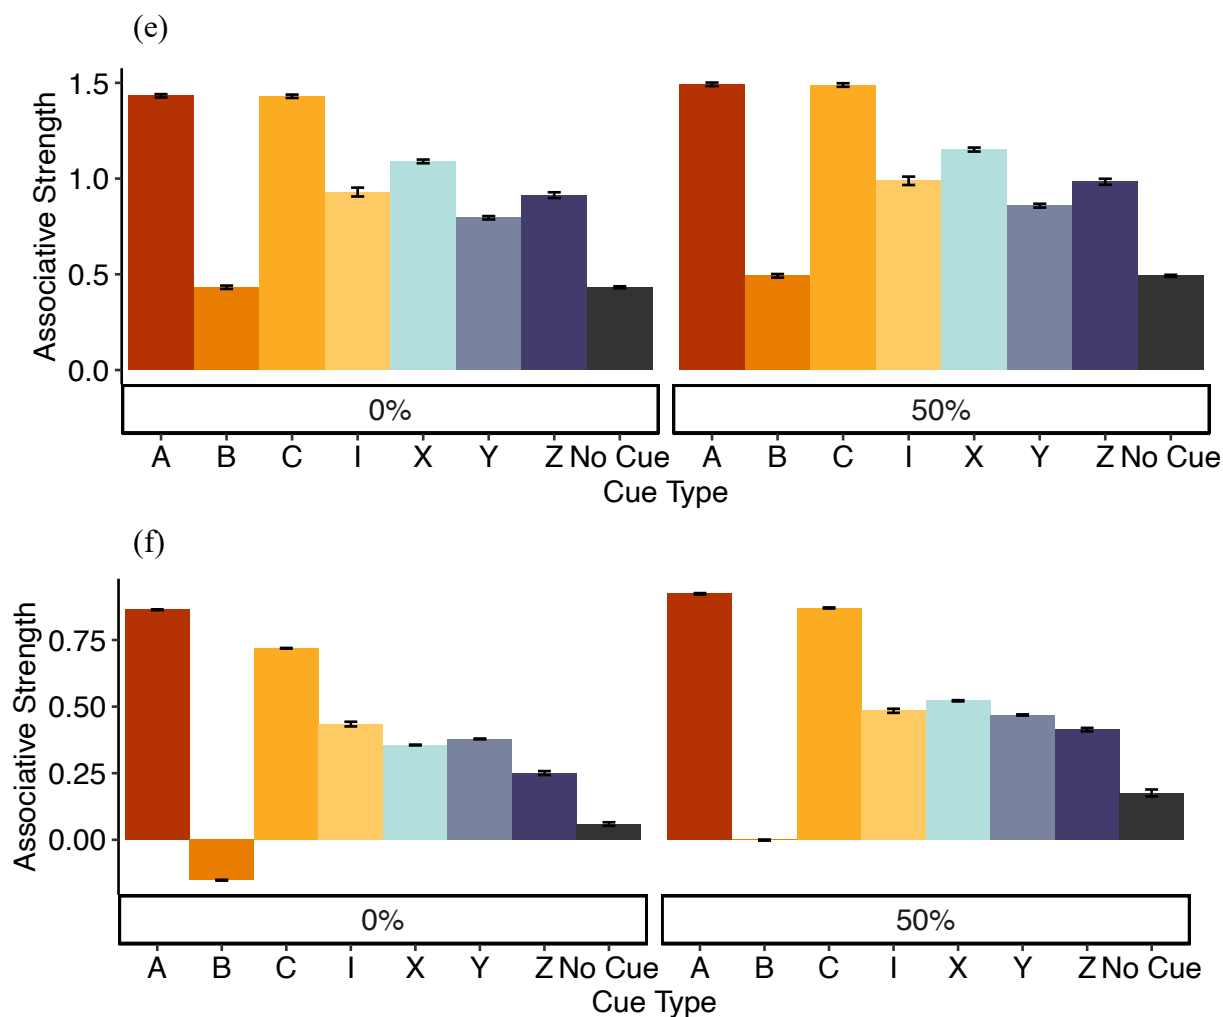 (e)
Associative Strength
1.5
1.0
0.5
0.0
0% 50%
A B C I X Y Z No Cue A B C I X Y Z No Cue
Cue Type
(f)
Associative Strength
0.75
0.50
0.25
0.00
0% 50%
A B C I X Y Z No Cue A B C I X Y Z No Cue
Cue Type